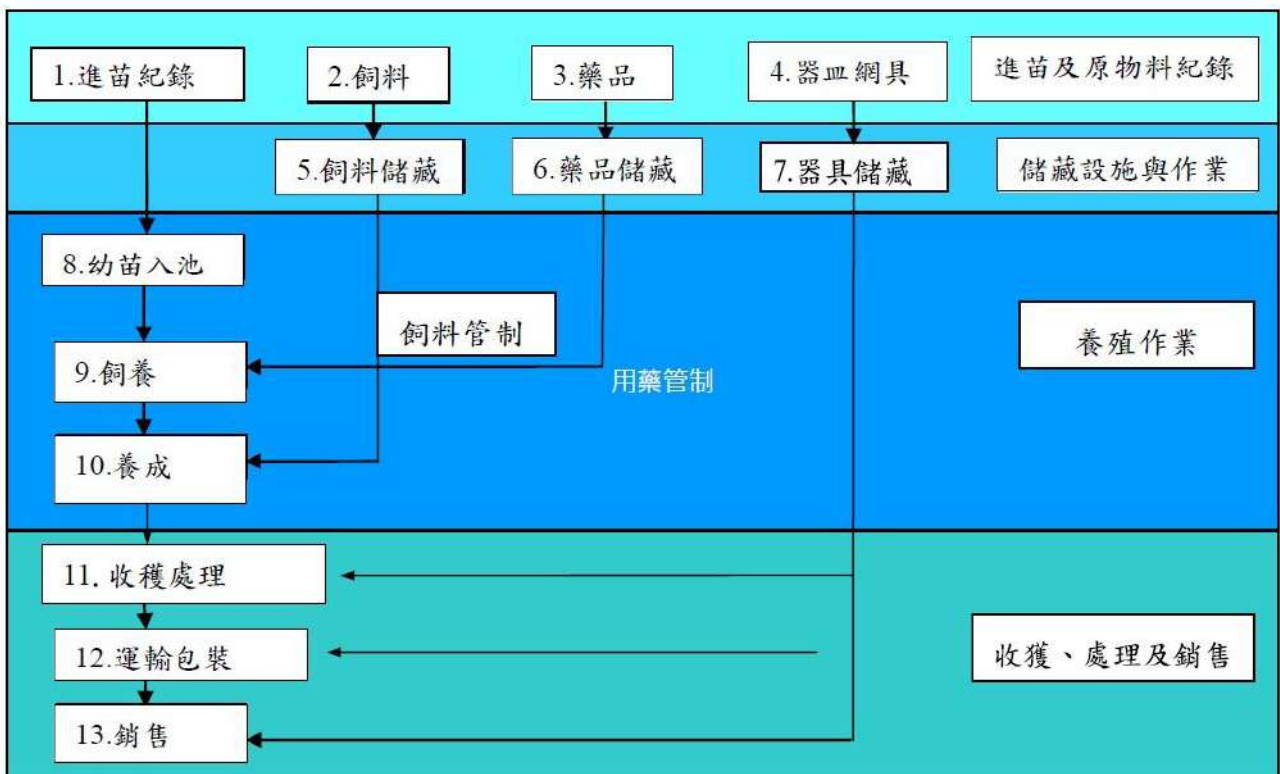 1.進苗紀錄
2.飼料
3.藥品
4.器皿網具
進苗及原物料紀錄
5.飼料儲藏
6.藥品儲藏
7.器具儲藏
儲藏設施與作業
8.幼苗入池
飼料管制
養殖作業
9.飼養
用藥管制
10.養成
11.收穫處理
12.運輸包裝
收獲、處理及銷售
13.銷售